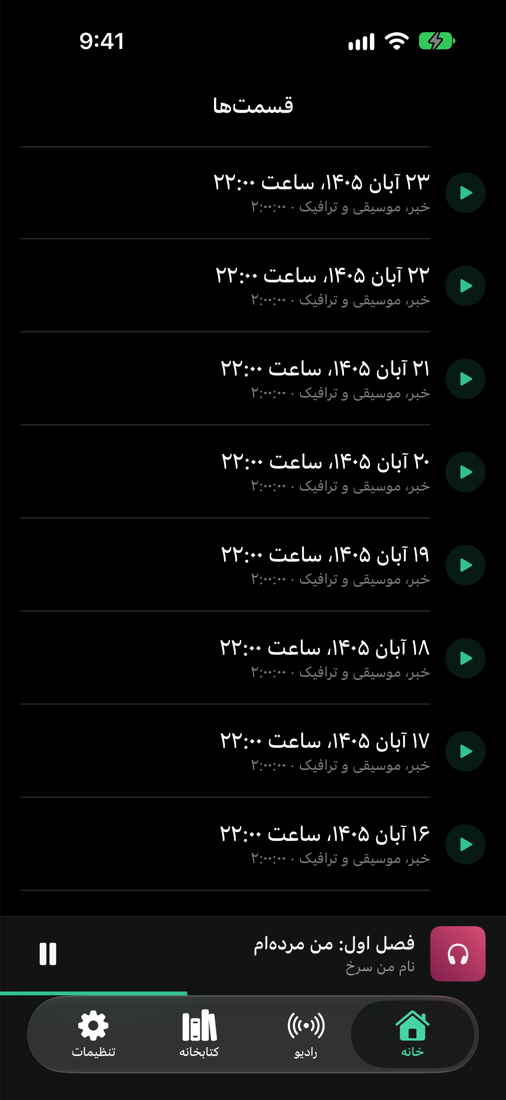 9:41
قسمت‌ها
۲۳ آبان ۱۴۰۵، ساعت ۲۲:۰۰
خبر، موسیقی و ترافیک · ۲:۰۰:۰۰
۲۲ آبان ۱۴۰۵، ساعت ۲۲:۰۰
خبر، موسیقی و ترافیک · ۲:۰۰:۰۰
۲۱ آبان ۱۴۰۵، ساعت ۲۲:۰۰
خبر، موسیقی و ترافیک · ۲:۰۰:۰۰
۲۰ آبان ۱۴۰۵، ساعت ۲۲:۰۰
خبر، موسیقی و ترافیک · ۲:۰۰:۰۰
۱۹ آبان ۱۴۰۵، ساعت ۲۲:۰۰
خبر، موسیقی و ترافیک · ۲:۰۰:۰۰
۱۸ آبان ۱۴۰۵، ساعت ۲۲:۰۰
خبر، موسیقی و ترافیک · ۲:۰۰:۰۰
۱۷ آبان ۱۴۰۵، ساعت ۲۲:۰۰
خبر، موسیقی و ترافیک · ۲:۰۰:۰۰
۱۶ آبان ۱۴۰۵، ساعت ۲۲:۰۰
خبر، موسیقی و ترافیک · ۲:۰۰:۰۰
فصل اول: من مرده‌ام
نام من سرخ
خانه
رادیو
کتابخانه
تنظیمات